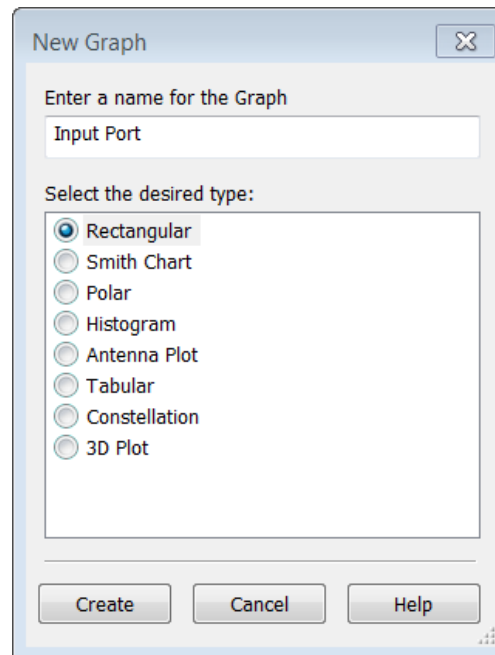 New Graph
Enter a name for the Graph
Input Port
Select the desired type:
Rectangular
Smith Chart
Polar
Histogram
Antenna Plot
Tabular
Constellation
3D Plot
Create Cancel Help